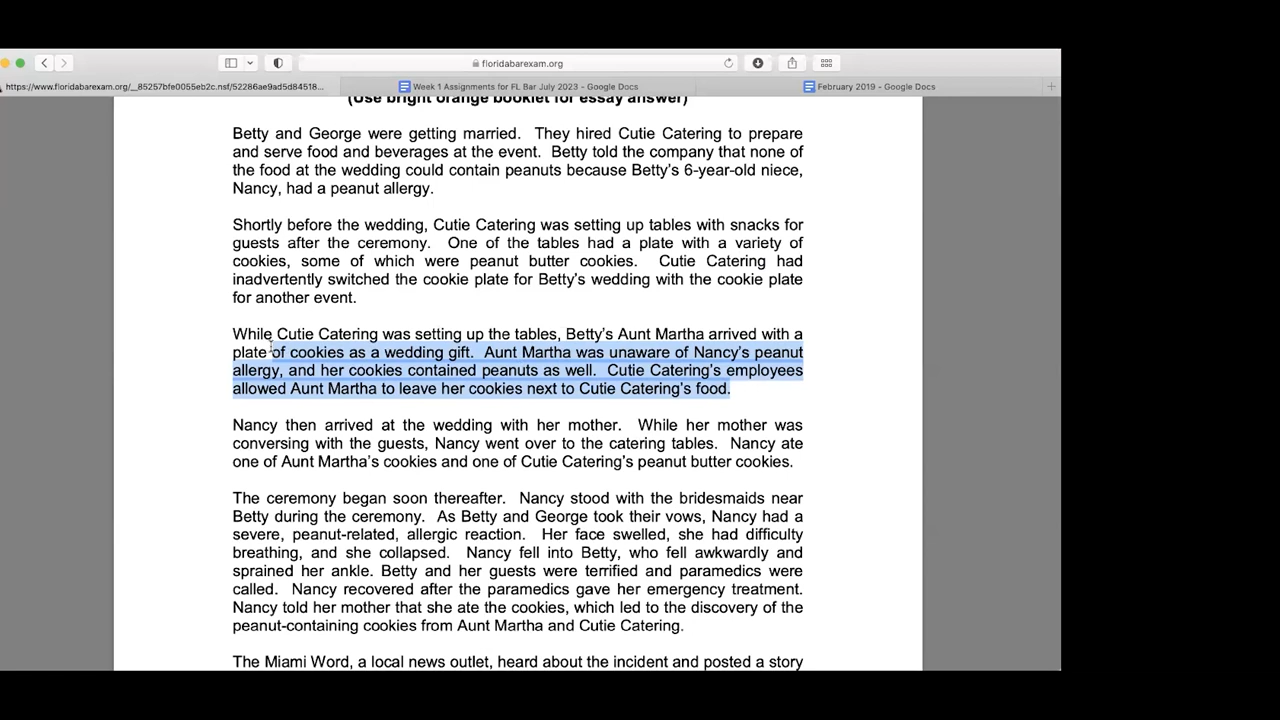 floridabarexam.org
https://www.floridabarexam.org/__85257bfe0055eb2c.nsf/52286ae9ad5d84518... Week 1 Assignments for FL Bar July 2023 - Google Docs February 2019 - Google Docs
(Use bright orange booklet for essay answer)
Betty and George were getting married. They hired Cutie Catering to prepare
and serve food and beverages at the event. Betty told the company that none of
the food at the wedding could contain peanuts because Betty's 6-year-old niece,
Nancy, had a peanut allergy.
Shortly before the wedding, Cutie Catering was setting up tables with snacks for
guests after the ceremony. One of the tables had a plate with a variety of
cookies, some of which were peanut butter cookies. Cutie Catering had
inadvertently switched the cookie plate for Betty's wedding with the cookie plate
for another event.
While Cutie Catering was setting up the tables, Betty's Aunt Martha arrived with a
plate of cookies as a wedding gift. Aunt Martha was unaware of Nancy's peanut
allergy, and her cookies contained peanuts as well. Cutie Catering's employees
allowed Aunt Martha to leave her cookies next to Cutie Catering's food.
Nancy then arrived at the wedding with her mother. While her mother was
conversing with the guests, Nancy went over to the catering tables. Nancy ate
one of Aunt Martha's cookies and one of Cutie Catering's peanut butter cookies.
The ceremony began soon thereafter. Nancy stood with the bridesmaids near
Betty during the ceremony. As Betty and George took their vows, Nancy had a
severe, peanut-related, allergic reaction. Her face swelled, she had difficulty
breathing, and she collapsed. Nancy fell into Betty, who fell awkwardly and
sprained her ankle. Betty and her guests were terrified and paramedics were
called. Nancy recovered after the paramedics gave her emergency treatment.
Nancy told her mother that she ate the cookies, which led to the discovery of the
peanut-containing cookies from Aunt Martha and Cutie Catering.
The Miami Word, a local news outlet, heard about the incident and posted a story